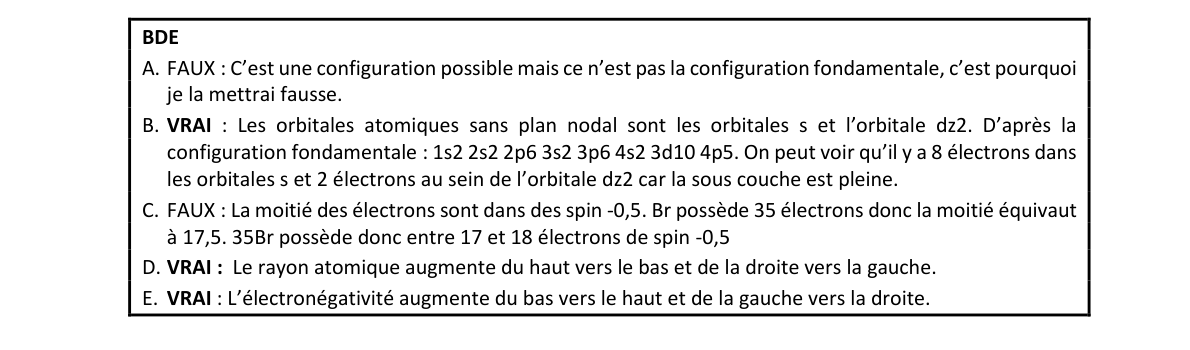 BDE
A. FAUX : C’est une configuration possible mais ce n’est pas la configuration fondamentale, c’est pourquoi
je la mettrai fausse.
B. VRAI : Les orbitales atomiques sans plan nodal sont les orbitales s et l’orbitale dz2. D’après la
configuration fondamentale : 1s2 2s2 2p6 3s2 3p6 4s2 3d10 4p5. On peut voir qu’il y a 8 électrons dans
les orbitales s et 2 électrons au sein de l’orbitale dz2 car la sous couche est pleine.
C. FAUX : La moitié des électrons sont dans des spin -0,5. Br possède 35 électrons donc la moitié équivaut
à 17,5. 35Br possède donc entre 17 et 18 électrons de spin -0,5
D. VRAI : Le rayon atomique augmente du haut vers le bas et de la droite vers la gauche.
E. VRAI : L’électronégativité augmente du bas vers le haut et de la gauche vers la droite.